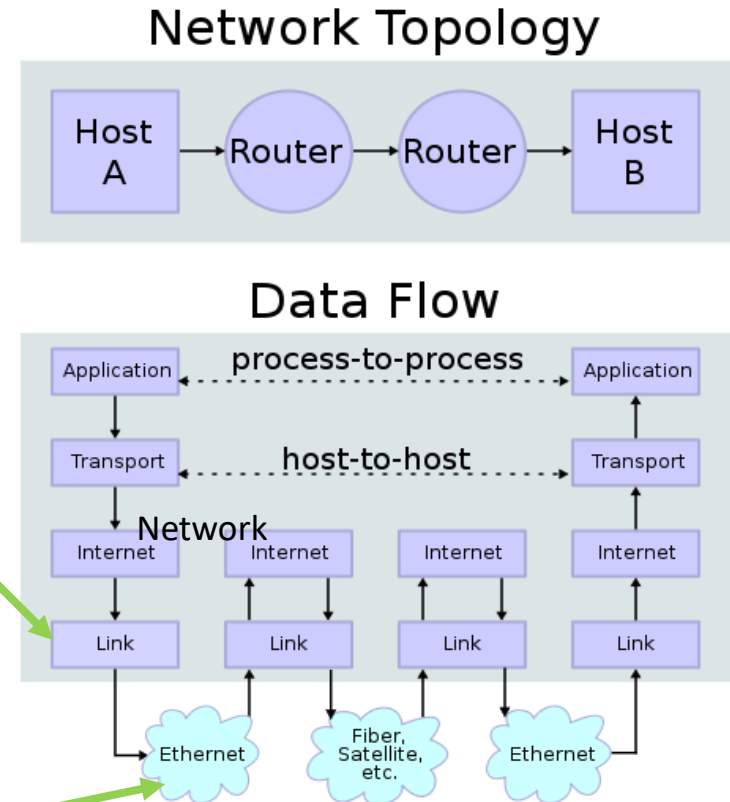 Network Topology
Host
A
Router
Router
Host
B
Data Flow
Application
process-to-process
Application
Transport
host-to-host
Transport
Network
Internet
Internet
Internet
Internet
Link
Link
Link
Link
Ethernet
Fiber,
Satellite,
etc.
Ethernet